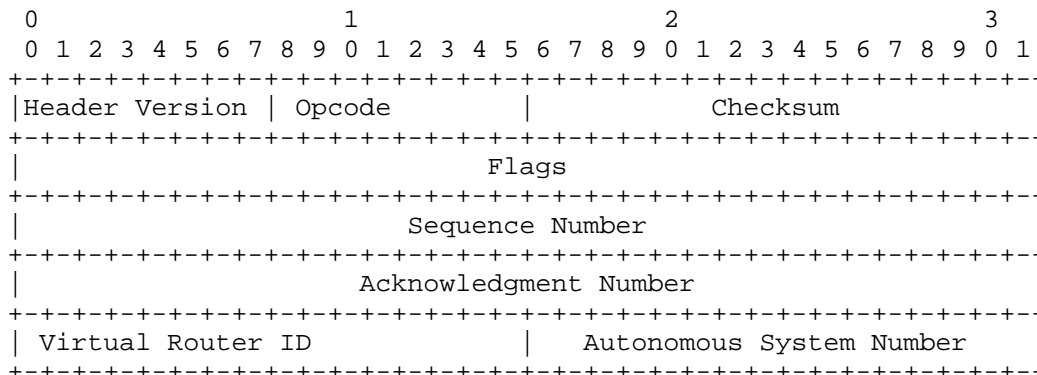 0                   1                   2                   3
 0 1 2 3 4 5 6 7 8 9 0 1 2 3 4 5 6 7 8 9 0 1 2 3 4 5 6 7 8 9 0 1
+-+-+-+-+-+-+-+-+-+-+-+-+-+-+-+-+-+-+-+-+-+-+-+-+-+-+-+-+-+-+-+--
|Header Version | Opcode        |           Checksum
+-+-+-+-+-+-+-+-+-+-+-+-+-+-+-+-+-+-+-+-+-+-+-+-+-+-+-+-+-+-+-+--
|                             Flags
+-+-+-+-+-+-+-+-+-+-+-+-+-+-+-+-+-+-+-+-+-+-+-+-+-+-+-+-+-+-+-+--
|                        Sequence Number
+-+-+-+-+-+-+-+-+-+-+-+-+-+-+-+-+-+-+-+-+-+-+-+-+-+-+-+-+-+-+-+--
|                     Acknowledgment Number
+-+-+-+-+-+-+-+-+-+-+-+-+-+-+-+-+-+-+-+-+-+-+-+-+-+-+-+-+-+-+-+--
| Virtual Router ID             |   Autonomous System Number
+-+-+-+-+-+-+-+-+-+-+-+-+-+-+-+-+-+-+-+-+-+-+-+-+-+-+-+-+-+-+-+--